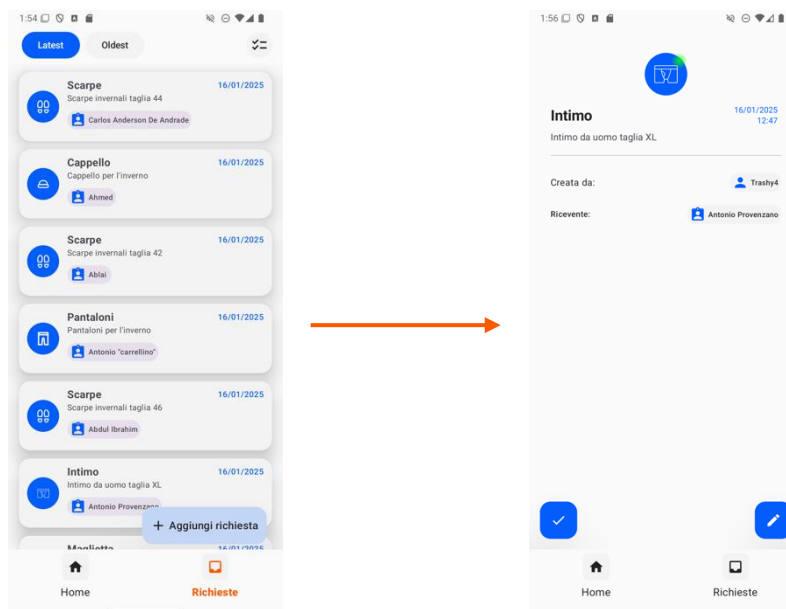 1:54
Latest
Oldest
Scarpe
16/01/2025
Scarpe invernali taglia 44
Carlos Anderson De Andrade
Cappello
16/01/2025
Cappello per l'inverno
Ahmed
Scarpe
16/01/2025
Scarpe invernali taglia 42
Ablai
Pantaloni
16/01/2025
Pantaloni per l'inverno
Antonio "carrellino"
Scarpe
16/01/2025
Scarpe invernali taglia 46
Abdul Ibrahim
Intimo
16/01/2025
Intimo da uomo taglia XL
Antonio Provenzano
+ Aggiungi richiesta
Maglietta
16/01/2025
Home
Richieste
1:56
Intimo
16/01/2025
12:47
Intimo da uomo taglia XL
Creata da:
Trashy4
Ricevente:
Antonio Provenzano
Home
Richieste